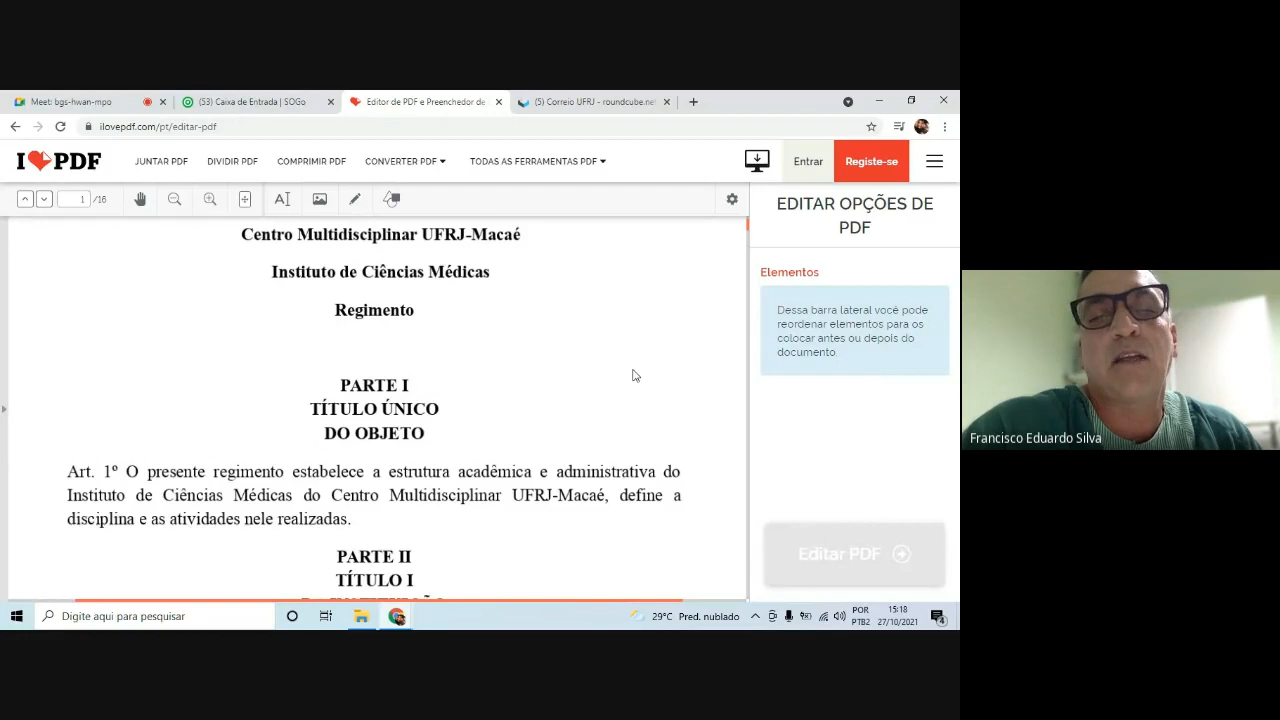 Meet: bgs-hwan-mpo
(53) Caixa de Entrada | SOGo
Editor de PDF e Preenchedor de
(5) Correio UFRJ - roundcube.ne
ilovepdf.com/pt/editar-pdf
I PDF
JUNTAR PDF
DIVIDIR PDF
COMPRIMIR PDF
CONVERTER PDF
TODAS AS FERRAMENTAS PDF
Entrar
Registe-se
1 /16
EDITAR OPÇÕES DE
PDF
Elementos
Dessa barra lateral você pode
reordenar elementos para os
colocar antes ou depois do
documento.
Editar PDF
Centro Multidisciplinar UFRJ-Macaé
Instituto de Ciências Médicas
Regimento
PARTE I
TÍTULO ÚNICO
DO OBJETO
Art. 1º O presente regimento estabelece a estrutura acadêmica e administrativa do
Instituto de Ciências Médicas do Centro Multidisciplinar UFRJ-Macaé, define a
disciplina e as atividades nele realizadas.
PARTE II
TÍTULO I
Francisco Eduardo Silva
Digite aqui para pesquisar
29°C Pred. nublado
POR
PTB2
15:18
27/10/2021
4